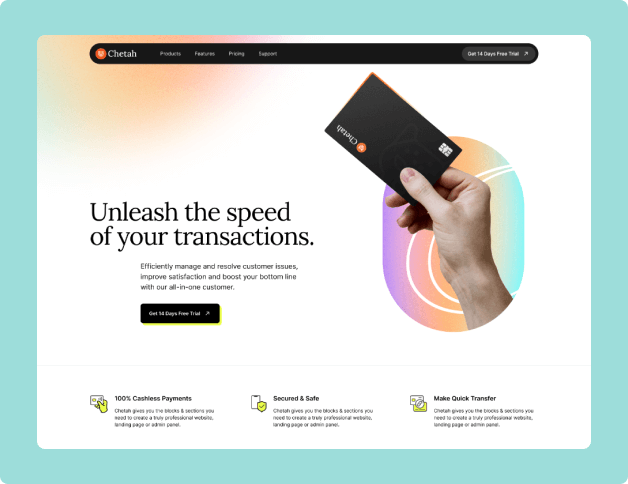 Chetah
Products
Features
Pricing
Support
Get 14 Days Free Trial
Chetah
Unleash the speed
of your transactions.
Efficiently manage and resolve customer issues,
improve satisfaction and boost your bottom line
with our all-in-one customer.
Get 14 Days Free Trial
100% Cashless Payments
Chetah gives you the blocks & sections you
need to create a truly professional website,
landing page or admin panel.
Secured & Safe
Chetah gives you the blocks & sections you
need to create a truly professional website,
landing page or admin panel.
Make Quick Transfer
Chetah gives you the blocks & sections you
need to create a truly professional website,
landing page or admin panel.